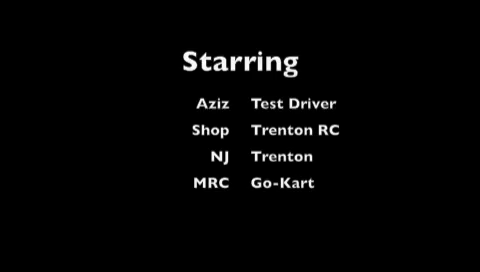 Starring
Aziz Test Driver
Shop Trenton RC
NJ Trenton
MRC Go-Kart